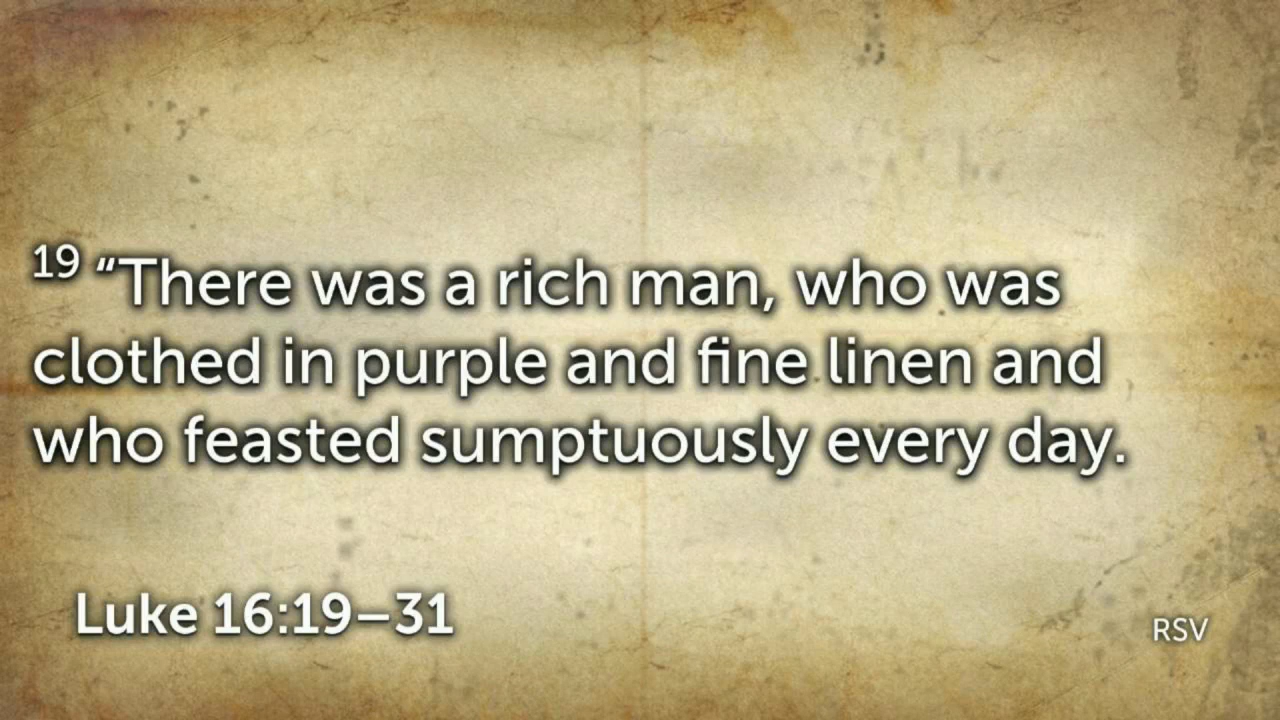 19 “There was a rich man, who was
clothed in purple and fine linen and
who feasted sumptuously every day.
Luke 16:19–31
RSV